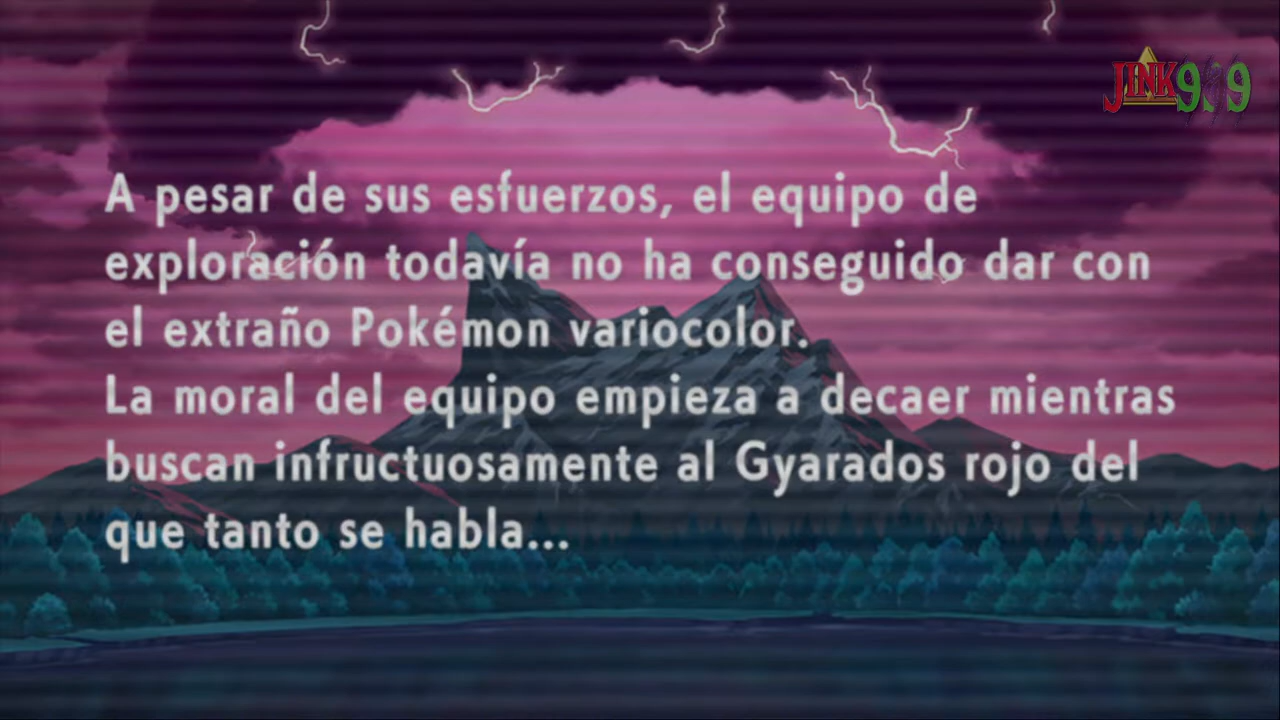 JINK989
A pesar de sus esfuerzos, el equipo de
exploración todavía no ha conseguido dar con
el extraño Pokémon variocolor.
La moral del equipo empieza a decaer mientras
buscan infructuosamente al Gyarados rojo del
que tanto se habla...